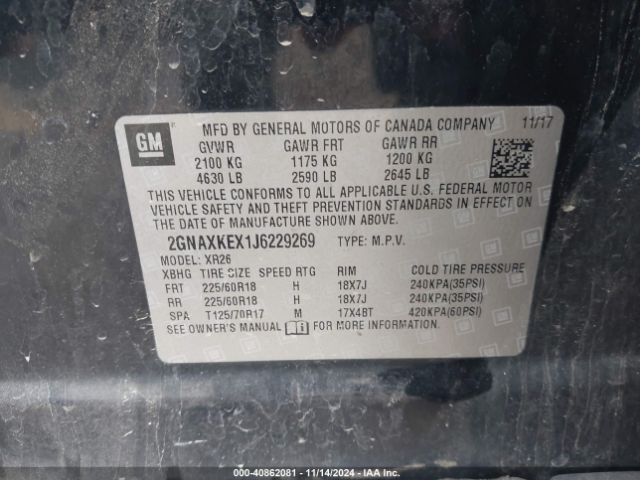 GM
MFD BY GENERAL MOTORS OF CANADA COMPANY 11/17
GVWR GAWR FRT GAWR RR
2100 KG 1175 KG 1200 KG
4630 LB 2590 LB 2645 LB
THIS VEHICLE CONFORMS TO ALL APPLICABLE U.S. FEDERAL MOTOR
VEHICLE SAFETY AND THEFT PREVENTION STANDARDS IN EFFECT ON
THE DATE OF MANUFACTURE SHOWN ABOVE.
2GNAXKEX1J6229269 TYPE: M.P.V.
MODEL: XR26
XBHG TIRE SIZE SPEED RTG RIM COLD TIRE PRESSURE
FRT 225/60R18 H 18X7J 240KPA(35PSI)
RR 225/60R18 H 18X7J 240KPA(35PSI)
SPA T125/70R17 M 17X4BT 420KPA(60PSI)
SEE OWNER'S MANUAL FOR MORE INFORMATION.
000-40862081 - 11/14/2024 - IAA Inc.